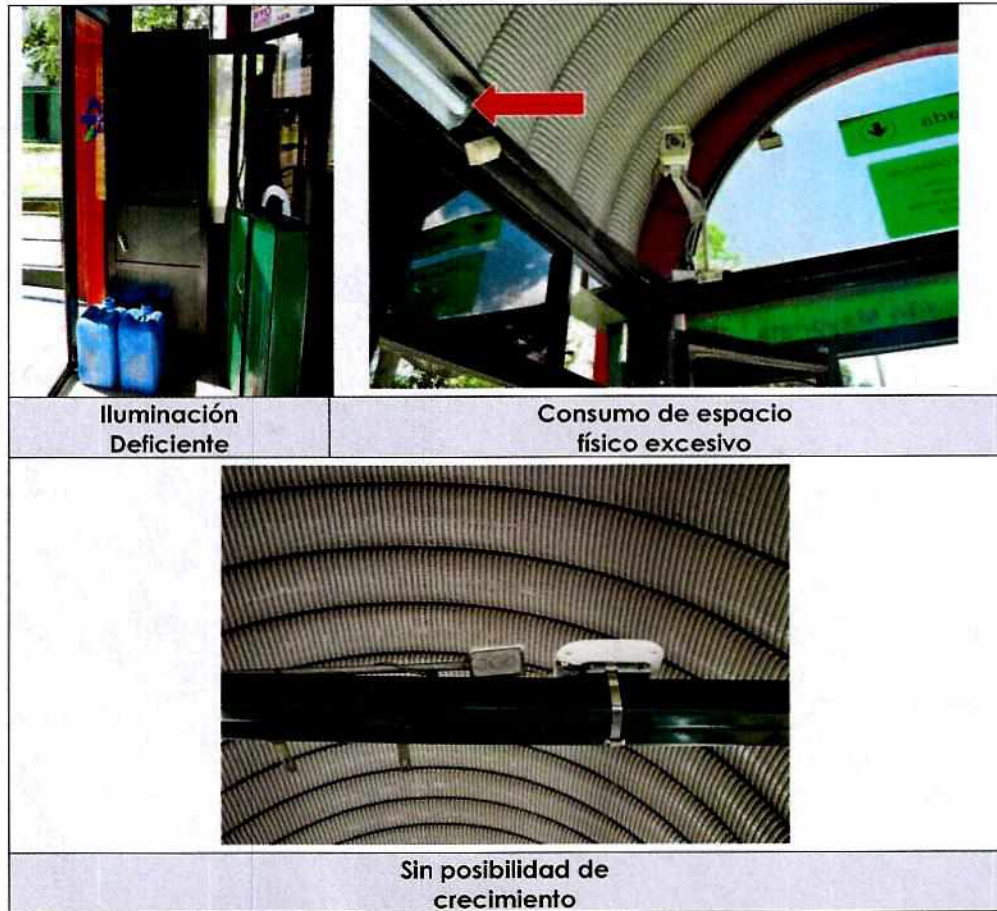 Iluminación
Deficiente
Consumo de espacio
físico excesivo
Sin posibilidad de
crecimiento